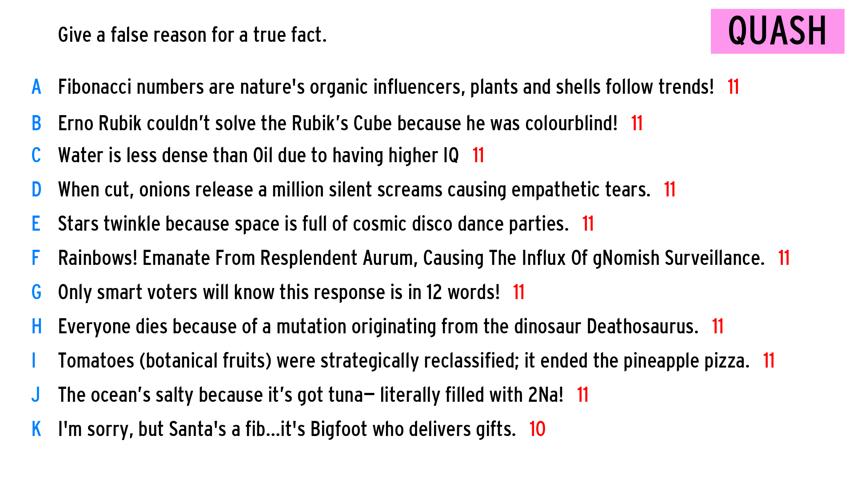 Give a false reason for a true fact.
QUASH
A Fibonacci numbers are nature's organic influencers, plants and shells follow trends! 11
B Erno Rubik couldn’t solve the Rubik’s Cube because he was colourblind! 11
C Water is less dense than Oil due to having higher IQ 11
D When cut, onions release a million silent screams causing empathetic tears. 11
E Stars twinkle because space is full of cosmic disco dance parties. 11
F Rainbows! Emanate From Resplendent Aurum, Causing The Influx Of gNomish Surveillance. 11
G Only smart voters will know this response is in 12 words! 11
H Everyone dies because of a mutation originating from the dinosaur Deathosaurus. 11
I Tomatoes (botanical fruits) were strategically reclassified; it ended the pineapple pizza. 11
J The ocean’s salty because it’s got tuna— literally filled with 2Na! 11
K I'm sorry, but Santa's a fib...it's Bigfoot who delivers gifts. 10